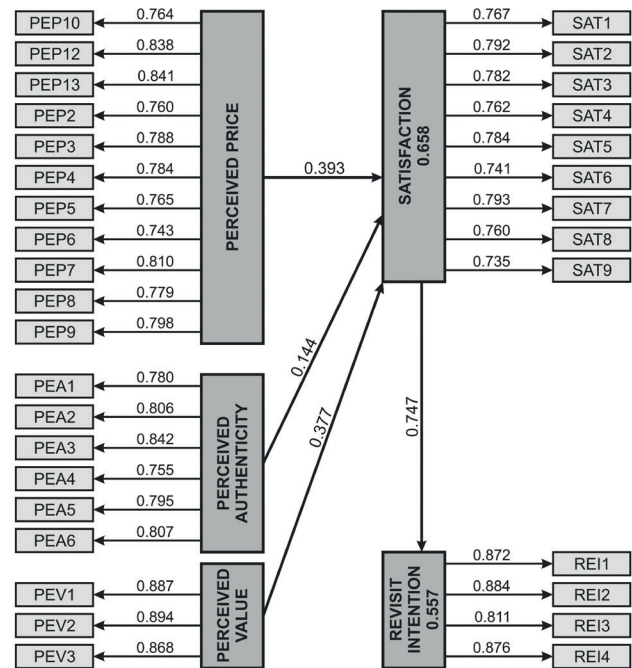 PEP10 0.764
PEP12 0.838
PEP13 0.841
PEP2 0.760
PEP3 0.788
PEP4 0.784
PEP5 0.765
PEP6 0.743
PEP7 0.810
PEP8 0.779
PEP9 0.798
PERCEIVED PRICE
0.393
PEA1 0.780
PEA2 0.806
PEA3 0.842
PEA4 0.755
PEA5 0.795
PEA6 0.807
PERCEIVED
AUTHENTICITY
0.144
PEV1 0.887
PEV2 0.894
PEV3 0.868
PERCEIVED
VALUE
0.377
SATISFACTION
0.658
0.767 SAT1
0.792 SAT2
0.782 SAT3
0.762 SAT4
0.784 SAT5
0.741 SAT6
0.793 SAT7
0.760 SAT8
0.735 SAT9
0.747
REVISIT
INTENTION
0.557
0.872 REI1
0.884 REI2
0.811 REI3
0.876 REI4